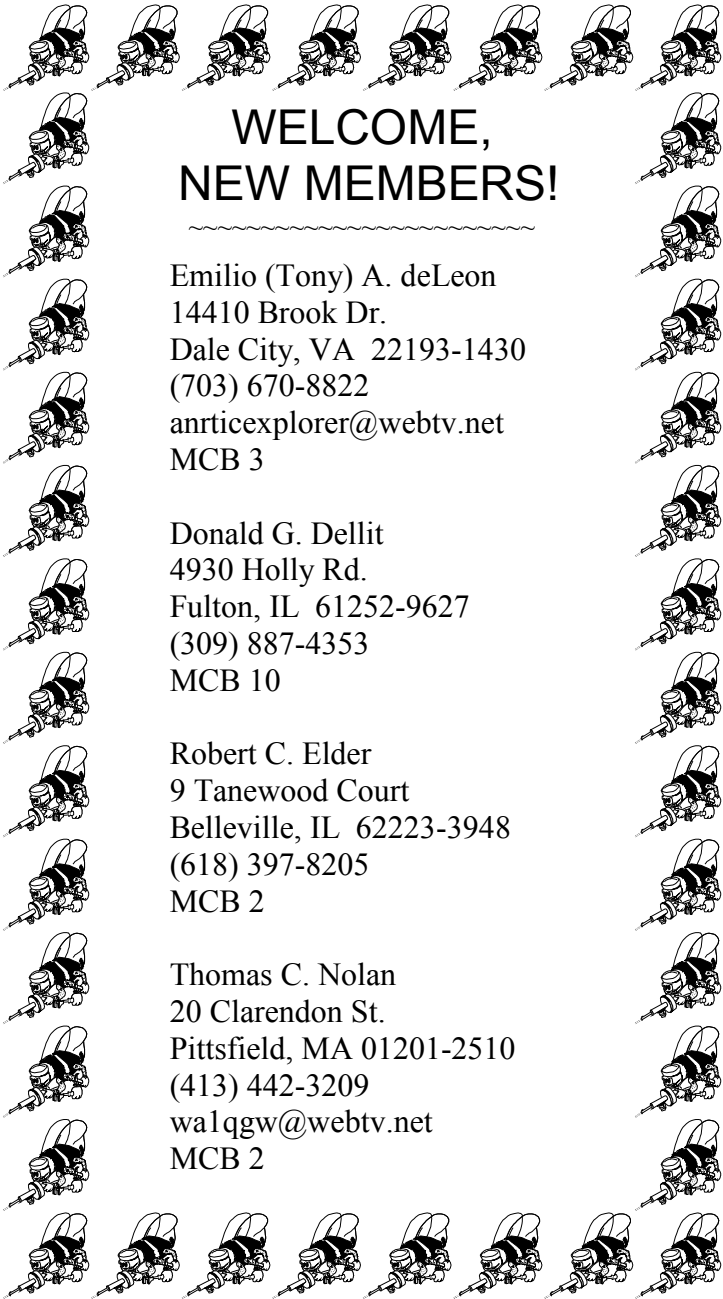 WELCOME,
NEW MEMBERS!
~~~~~~~~~~~~~~~~~~~~~~~~
Emilio (Tony) A. deLeon
14410 Brook Dr.
Dale City, VA  22193-1430
(703) 670-8822
anrticexplorer@webtv.net
MCB 3
Donald G. Dellit
4930 Holly Rd.
Fulton, IL  61252-9627
(309) 887-4353
MCB 10
Robert C. Elder
9 Tanewood Court
Belleville, IL  62223-3948
(618) 397-8205
MCB 2
Thomas C. Nolan
20 Clarendon St.
Pittsfield, MA 01201-2510
(413) 442-3209
wa1qgw@webtv.net
MCB 2